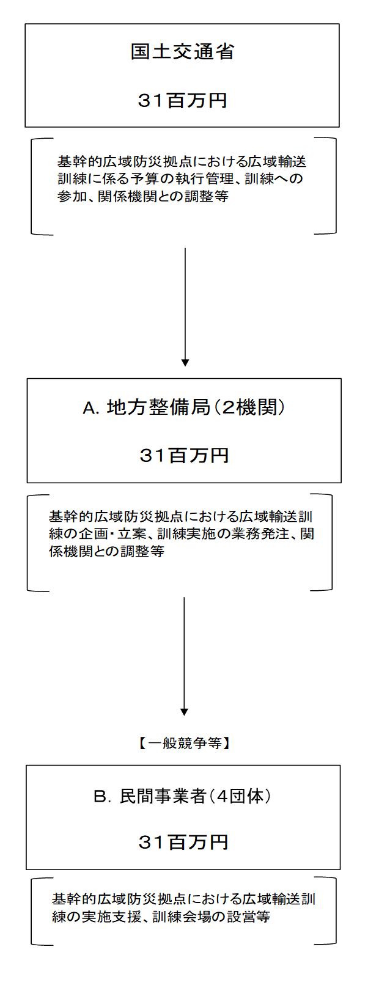 国土交通省
３１百万円
基幹的広域防災拠点における広域輸送
訓練に係る予算の執行管理、訓練への
参加、関係機関との調整等
A. 地方整備局（２機関）
３１百万円
基幹的広域防災拠点における広域輸送訓
練の企画・立案、訓練実施の業務発注、関
係機関との調整等
【一般競争等】
Ｂ．民間事業者（４団体）
３１百万円
基幹的広域防災拠点における広域輸送訓
練の実施支援、訓練会場の設営等